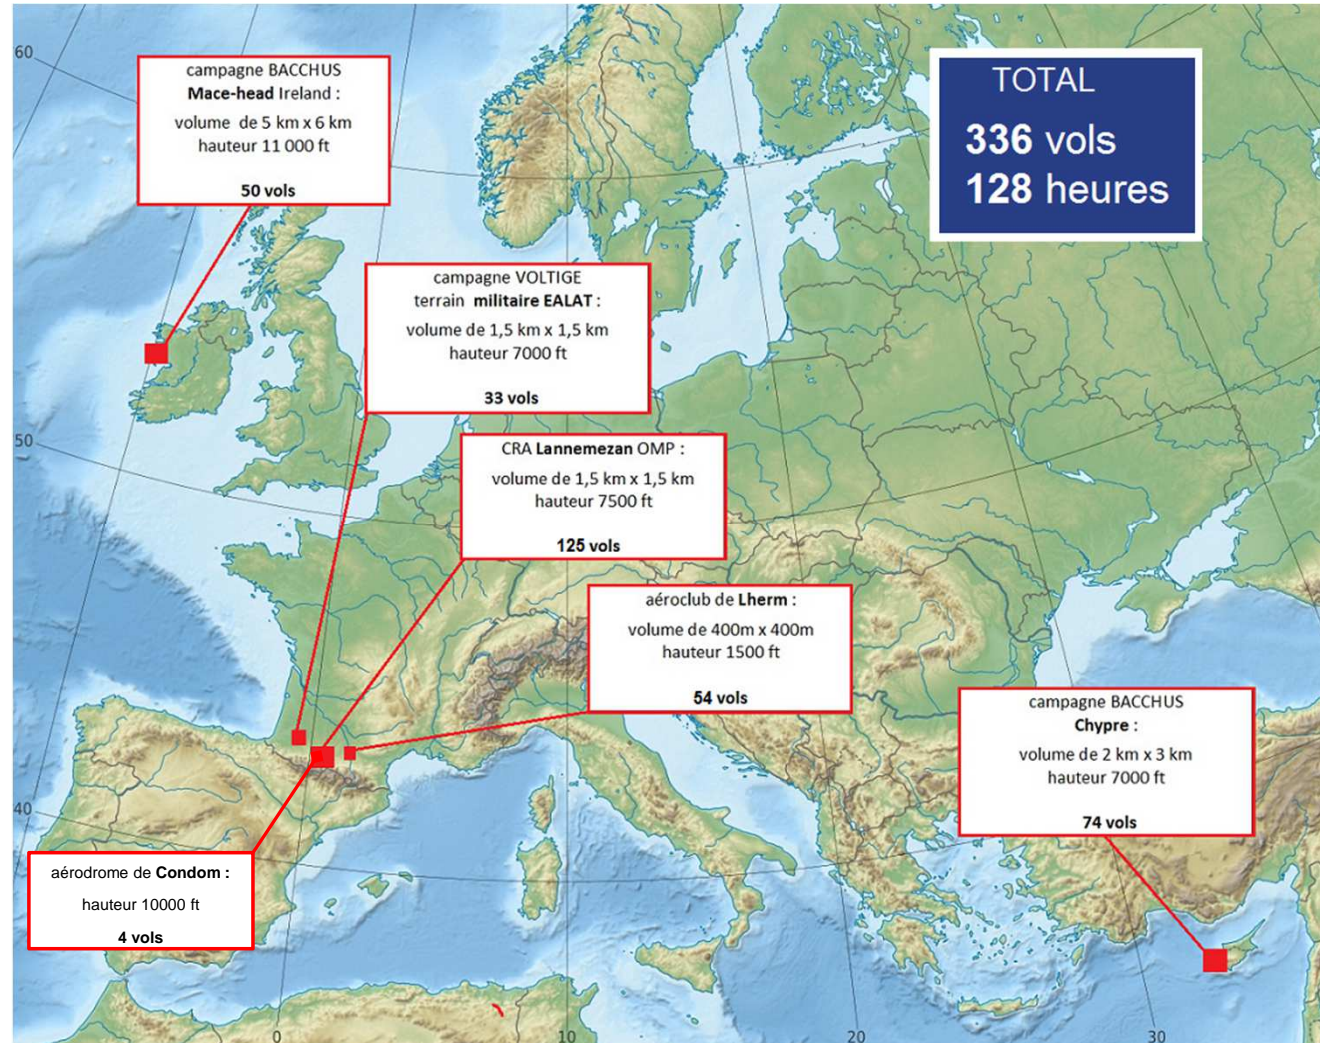 60
campagne BACCHUS
Mace-head Ireland :
volume de 5 km x 6 km
hauteur 11 000 ft
50 vols
TOTAL
336 vols
128 heures
campagne VOLTIGE
terrain militaire EALAT :
volume de 1,5 km x 1,5 km
hauteur 7000 ft
33 vols
50
CRA Lannemezan OMP :
volume de 1,5 km x 1,5 km
hauteur 7500 ft
125 vols
aéroclub de Lherm :
volume de 400m x 400m
hauteur 1500 ft
54 vols
campagne BACCHUS
Chypre :
volume de 2 km x 3 km
hauteur 7000 ft
74 vols
40
aérodrome de Condom :
hauteur 10000 ft
4 vols
0
10
20
30